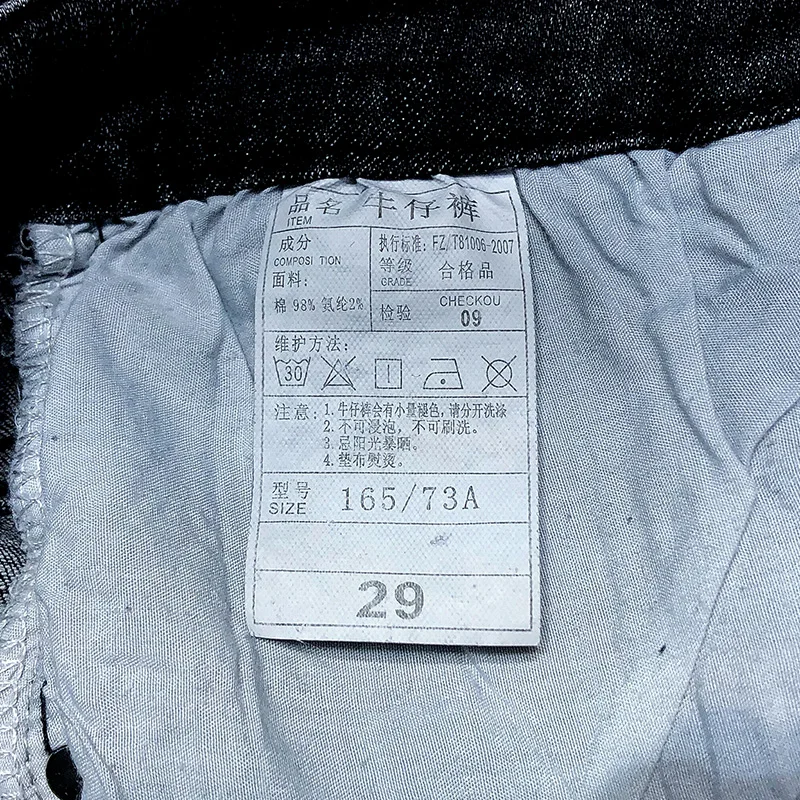 品名 牛仔裤
ITEM
成分
COMPOSI TION
面料:
棉 98% 氨纶2%
执行标准: FZ/T81006-2007
等级 合格品
GRADE
检验 CHECKOU
09
维护方法:
30
注意: 1. 牛仔裤会有小量褪色, 请分开洗涤
2. 不可浸泡, 不可刷洗。
3. 忌阳光暴晒。
4. 垫布熨烫。
型号 165/73A
SIZE
29